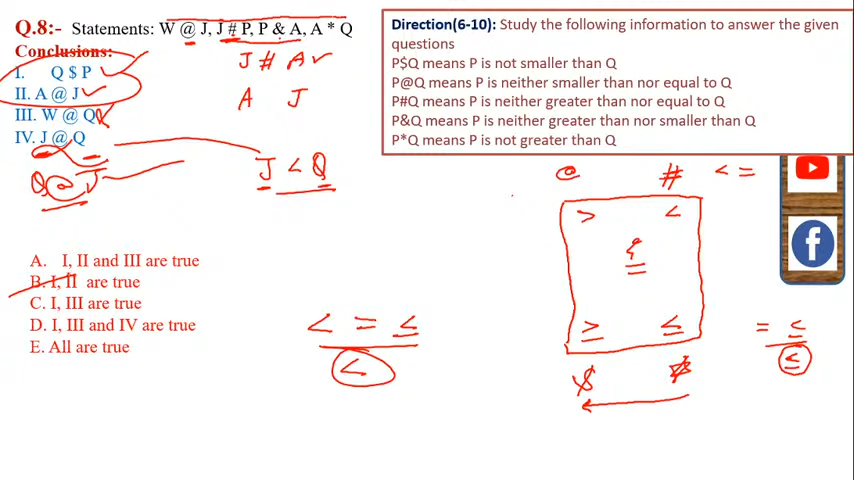 Q.8:- Statements: W @ J, J # P, P & A, A * Q
Conclusions:
I. Q $ P
II. A @ J
III. W @ Q
IV. J @ Q
J # A
A J
Q @ J
J < Q
A. I, II and III are true
B. I, II are true
C. I, III are true
D. I, III and IV are true
E. All are true
< = ≤
<
Direction(6-10): Study the following information to answer the given
questions
P$Q means P is not smaller than Q
P@Q means P is neither smaller than nor equal to Q
P#Q means P is neither greater than nor equal to Q
P&Q means P is neither greater than nor smaller than Q
P*Q means P is not greater than Q
@ # < =
> <
≥ ≤
= ≤
≤
f